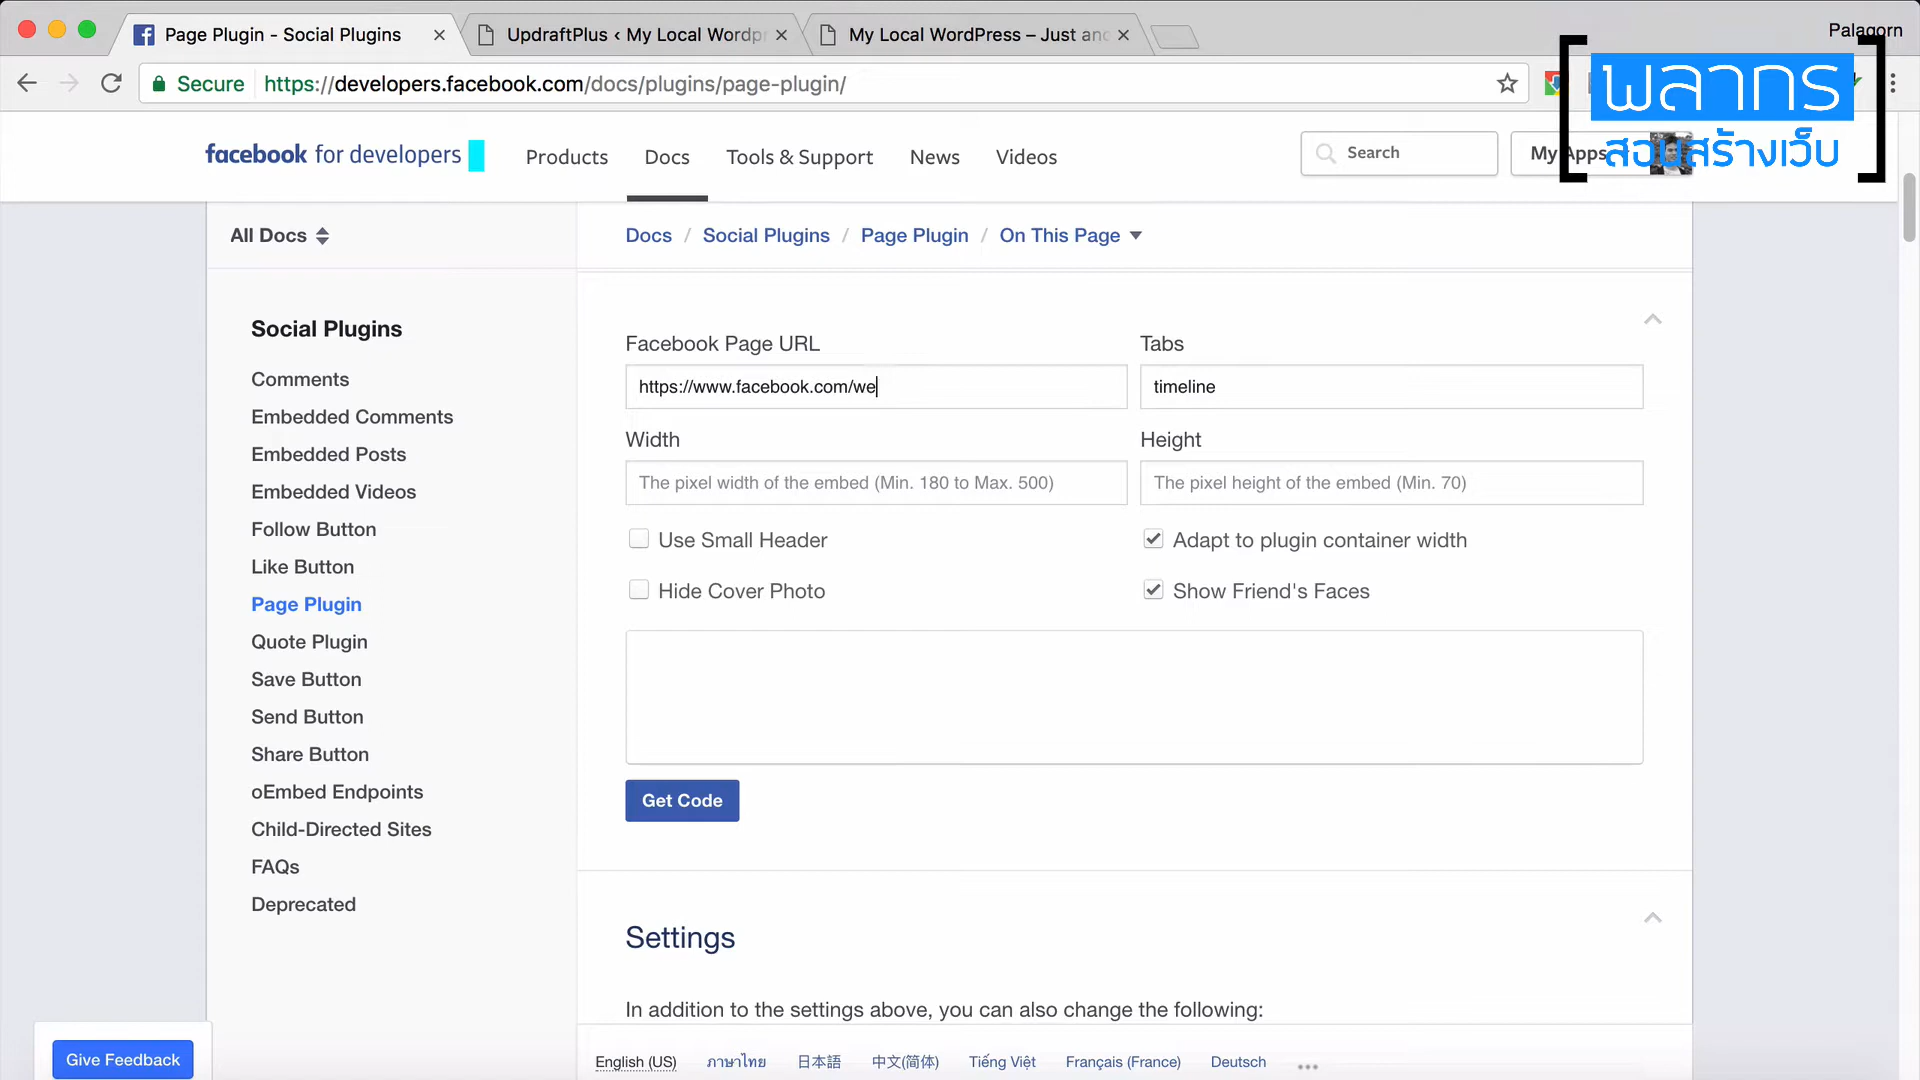 Page Plugin - Social Plugins
UpdraftPlus ‹ My Local Wordp
My Local WordPress – Just an
Palagorn
Secure https://developers.facebook.com/docs/plugins/page-plugin/
พลากร
สอนสร้างเว็บ
facebook for developers
Products
Docs
Tools & Support
News
Videos
Search
My Apps
All Docs
Docs / Social Plugins / Page Plugin / On This Page
Social Plugins
Comments
Embedded Comments
Embedded Posts
Embedded Videos
Follow Button
Like Button
Page Plugin
Quote Plugin
Save Button
Send Button
Share Button
oEmbed Endpoints
Child-Directed Sites
FAQs
Deprecated
Facebook Page URL
Tabs
https://www.facebook.com/we
timeline
Width
Height
The pixel width of the embed (Min. 180 to Max. 500)
The pixel height of the embed (Min. 70)
Use Small Header
Adapt to plugin container width
Hide Cover Photo
Show Friend's Faces
Get Code
Settings
In addition to the settings above, you can also change the following:
Give Feedback
English (US)
ภาษาไทย
日本語
中文(简体)
Tiếng Việt
Français (France)
Deutsch